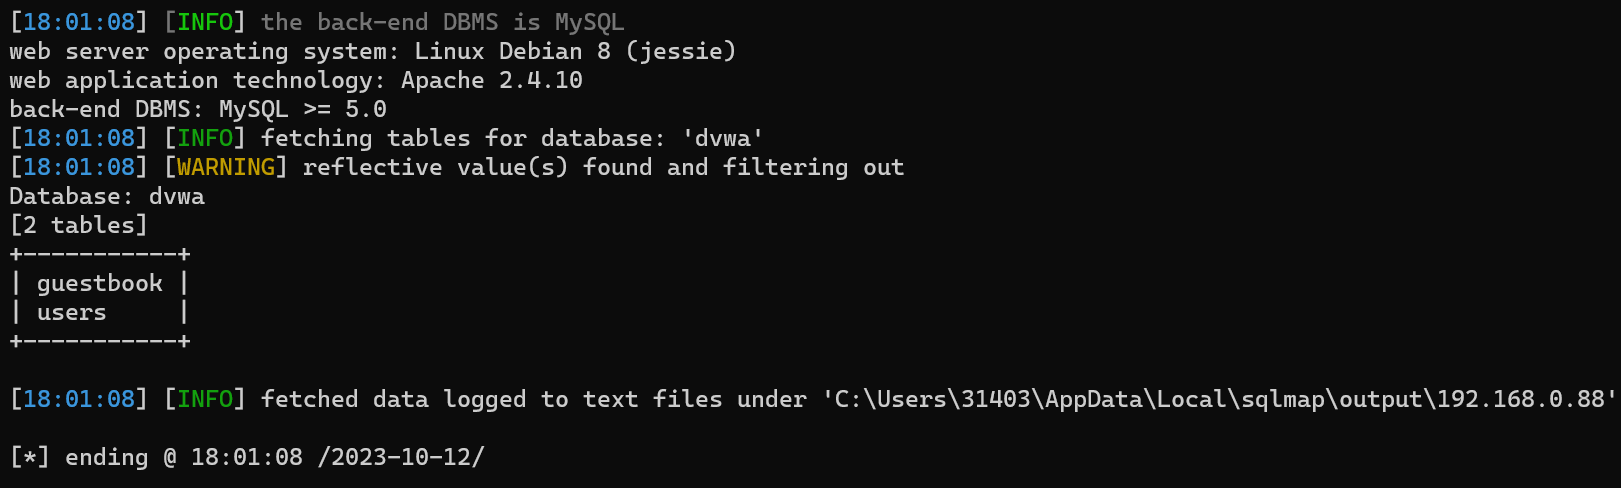 [18:01:08] [INFO] the back-end DBMS is MySQL
web server operating system: Linux Debian 8 (jessie)
web application technology: Apache 2.4.10
back-end DBMS: MySQL >= 5.0
[18:01:08] [INFO] fetching tables for database: 'dvwa'
[18:01:08] [WARNING] reflective value(s) found and filtering out
Database: dvwa
[2 tables]
+-----------+
| guestbook |
| users     |
+-----------+
[18:01:08] [INFO] fetched data logged to text files under 'C:\Users\31403\AppData\Local\sqlmap\output\192.168.0.88'
[*] ending @ 18:01:08 /2023-10-12/